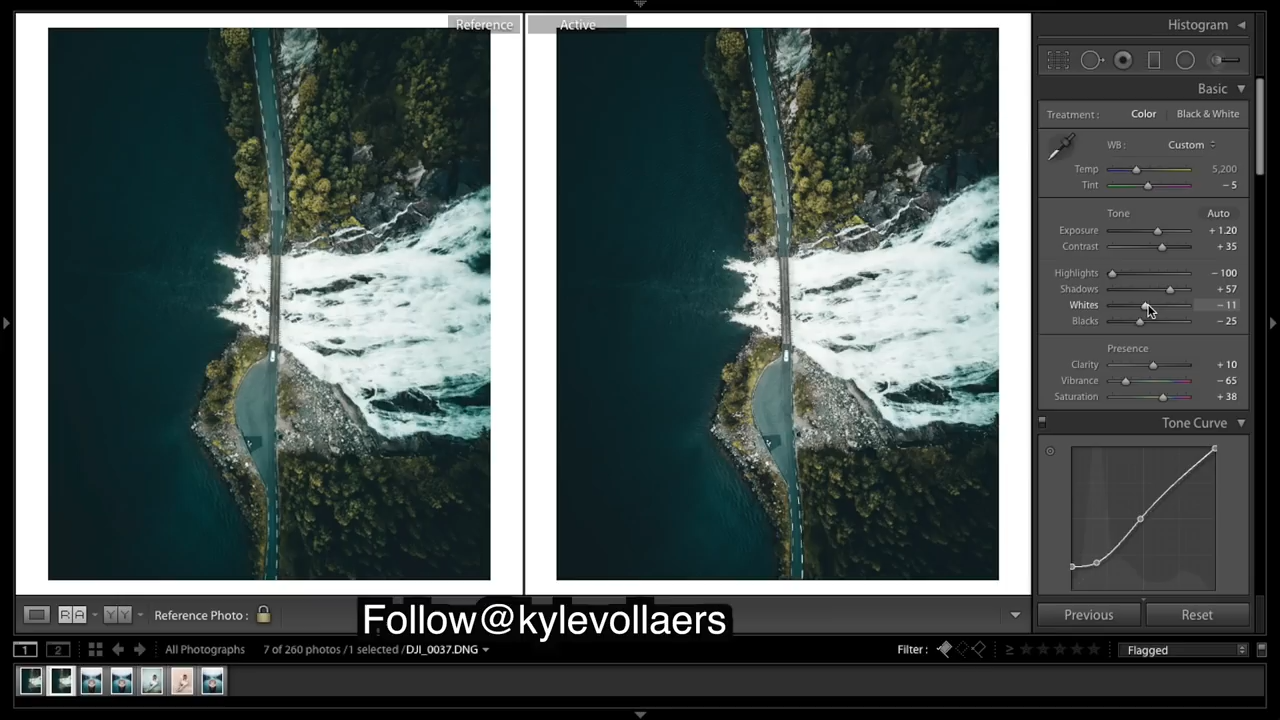 Reference
Active
Histogram
Basic
Treatment :
Color
Black & White
WB :
Custom
Temp
5,200
Tint
– 5
Tone
Auto
Exposure
+ 1.20
Contrast
+ 35
Highlights
– 100
Shadows
+ 57
Whites
– 11
Blacks
– 25
Presence
Clarity
+ 10
Vibrance
– 65
Saturation
+ 38
Tone Curve
R A
Y Y
Reference Photo :
Follow@kylevollaers
Previous
Reset
1
2
All Photographs
7 of 260 photos /1 selected /DJI_0037.DNG
Filter :
≥
Flagged